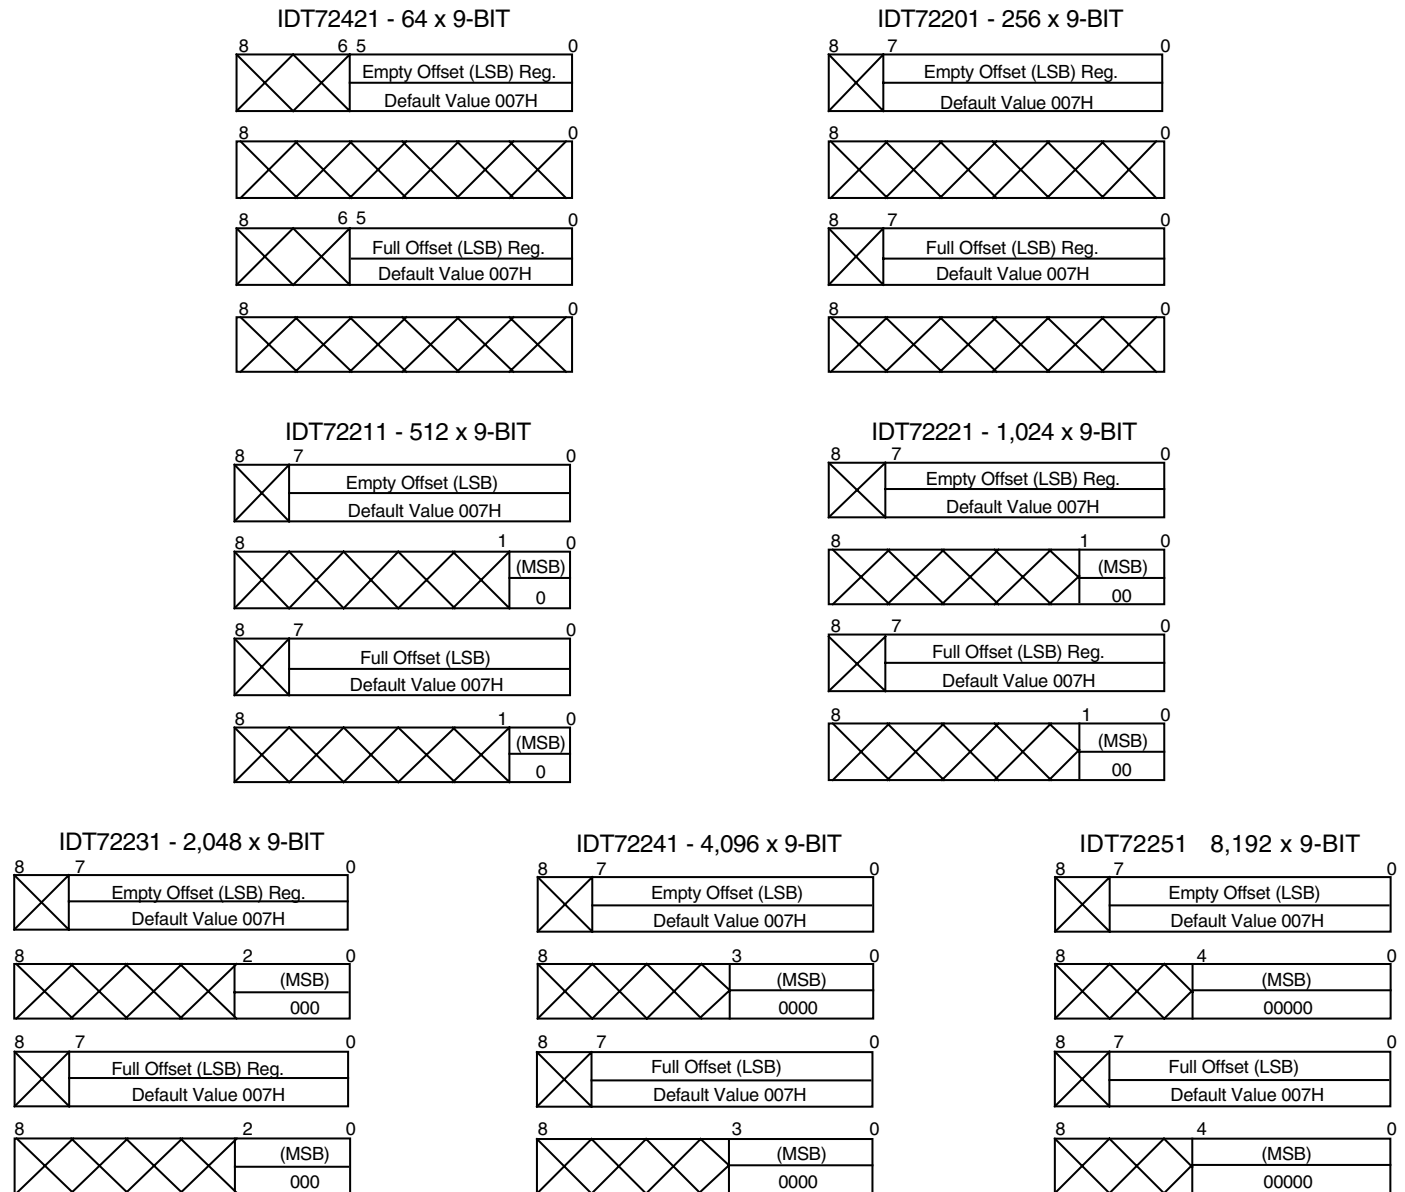 IDT72421 - 64 x 9-BIT
8 6 5 0
Empty Offset (LSB) Reg.
Default Value 007H
8 0
8 6 5 0
Full Offset (LSB) Reg.
Default Value 007H
8 0
IDT72201 - 256 x 9-BIT
8 7 0
Empty Offset (LSB) Reg.
Default Value 007H
8 0
8 7 0
Full Offset (LSB) Reg.
Default Value 007H
8 0
IDT72211 - 512 x 9-BIT
8 7 0
Empty Offset (LSB)
Default Value 007H
8 1 0
(MSB)
0
8 7 0
Full Offset (LSB)
Default Value 007H
8 1 0
(MSB)
0
IDT72221 - 1,024 x 9-BIT
8 7 0
Empty Offset (LSB) Reg.
Default Value 007H
8 1 0
(MSB)
00
8 7 0
Full Offset (LSB) Reg.
Default Value 007H
8 1 0
(MSB)
00
IDT72231 - 2,048 x 9-BIT
8 7 0
Empty Offset (LSB) Reg.
Default Value 007H
8 2 0
(MSB)
000
8 7 0
Full Offset (LSB) Reg.
Default Value 007H
8 2 0
(MSB)
000
IDT72241 - 4,096 x 9-BIT
8 7 0
Empty Offset (LSB)
Default Value 007H
8 3 0
(MSB)
0000
8 7 0
Full Offset (LSB)
Default Value 007H
8 3 0
(MSB)
0000
IDT72251 8,192 x 9-BIT
8 7 0
Empty Offset (LSB)
Default Value 007H
8 4 0
(MSB)
00000
8 7 0
Full Offset (LSB)
Default Value 007H
8 4 0
(MSB)
00000